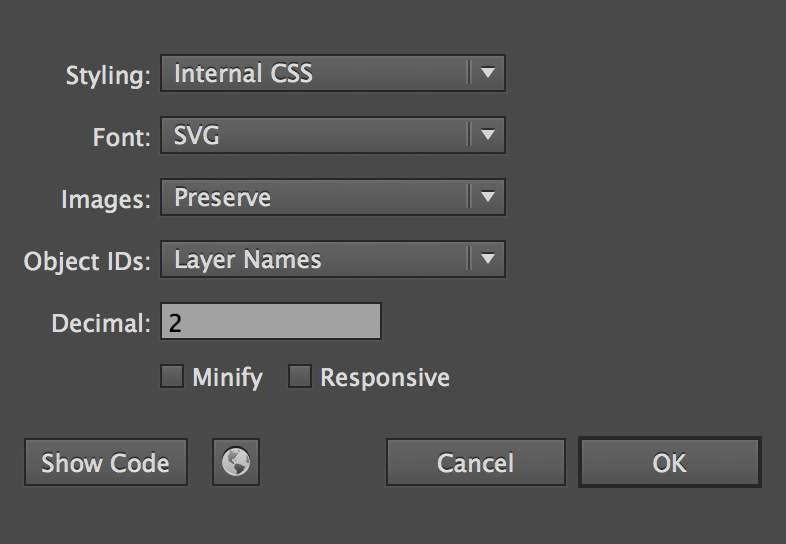 Styling: Internal CSS
Font: SVG
Images: Preserve
Object IDs: Layer Names
Decimal: 2
Minify Responsive
Show Code Cancel OK